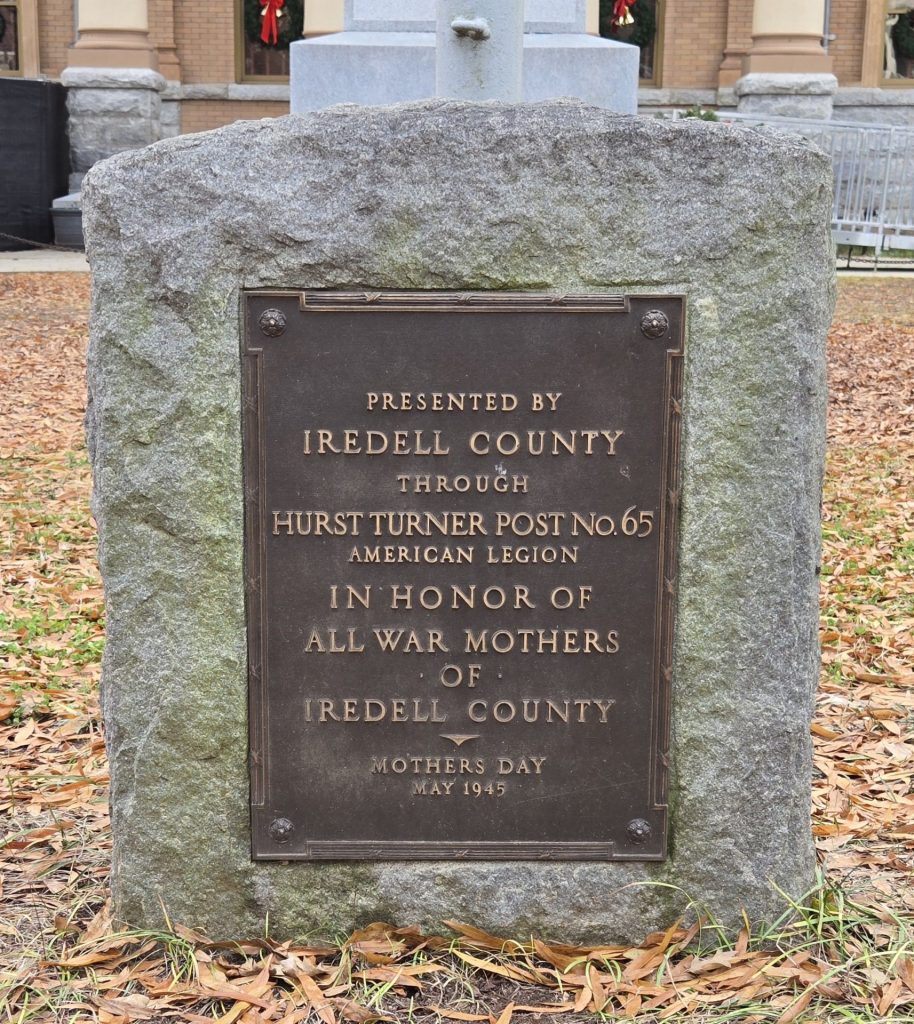 PRESENTED BY
IREDELL COUNTY
THROUGH
HURST TURNER POST NO. 65
AMERICAN LEGION
IN HONOR OF
ALL WAR MOTHERS
· OF ·
IREDELL COUNTY
MOTHERS DAY
MAY 1945